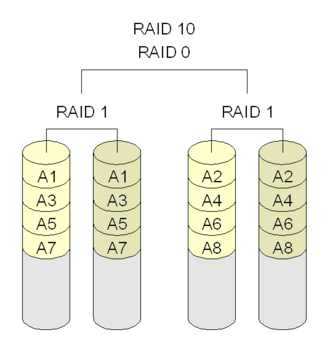 RAID 10
RAID 0
RAID 1 RAID 1
A1 A1 A2 A2
A3 A3 A4 A4
A5 A5 A6 A6
A7 A7 A8 A8